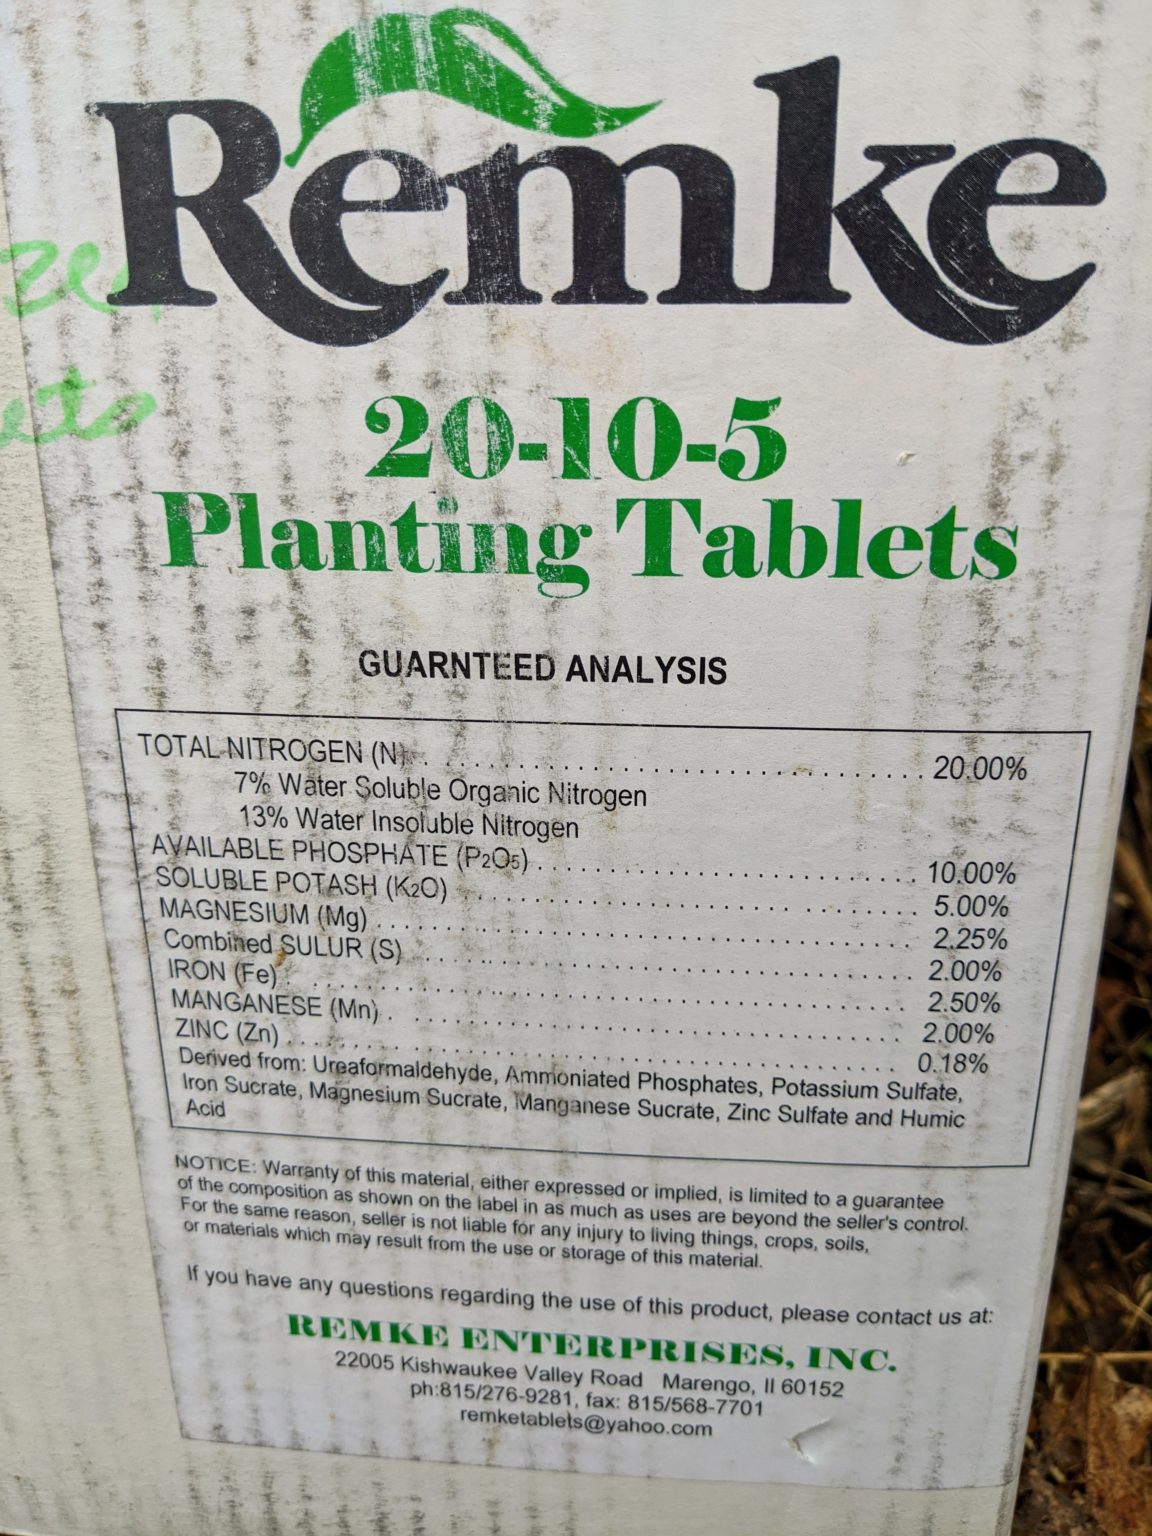 Remke
20-10-5
Planting Tablets
GUARNTEED ANALYSIS
TOTAL NITROGEN (N) 20.00%
7% Water Soluble Organic Nitrogen
13% Water Insoluble Nitrogen
AVAILABLE PHOSPHATE (P₂O₅) 10.00%
SOLUBLE POTASH (K₂O) 5.00%
MAGNESIUM (Mg) 2.25%
Combined SULUR (S) 2.00%
IRON (Fe) 2.50%
MANGANESE (Mn) 2.00%
ZINC (Zn) 0.18%
Derived from: Ureaformaldehyde, Ammoniated Phosphates, Potassium Sulfate,
Iron Sucrate, Magnesium Sucrate, Manganese Sucrate, Zinc Sulfate and Humic
Acid
NOTICE: Warranty of this material, either expressed or implied, is limited to a guarantee
of the composition as shown on the label in as much as uses are beyond the seller's control.
For the same reason, seller is not liable for any injury to living things, crops, soils,
or materials which may result from the use or storage of this material.
If you have any questions regarding the use of this product, please contact us at:
REMKE ENTERPRISES, INC.
22005 Kishwaukee Valley Road Marengo, Il 60152
ph:815/276-9281, fax: 815/568-7701
remketablets@yahoo.com